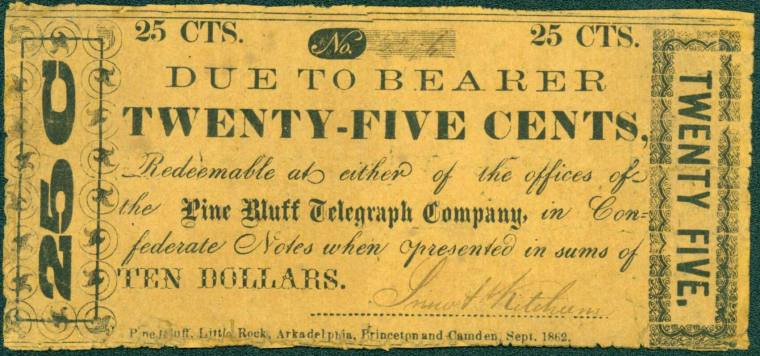 25 C
25 CTS. No. 25 CTS.
DUE TO BEARER
TWENTY-FIVE CENTS,
Redeemable at either of the offices of
the Pine Bluff Telegraph Company, in Con=
federate Notes when presented in sums of
TEN DOLLARS.
Pine Bluff, Little Rock, Arkadelphia, Princeton and Camden, Sept. 1862.
TWENTY FIVE,